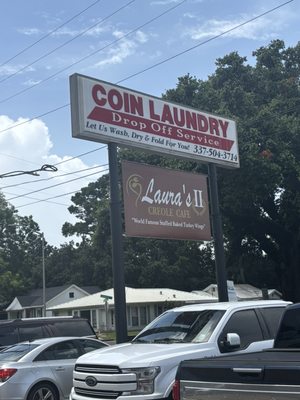 COIN LAUNDRY
Drop Off Service
Let us Wash, Dry & Fold For You
337-504-3714
Laura's II
CREOLE CAFE
"World Famous Stuffed Baked Turkey Wings"